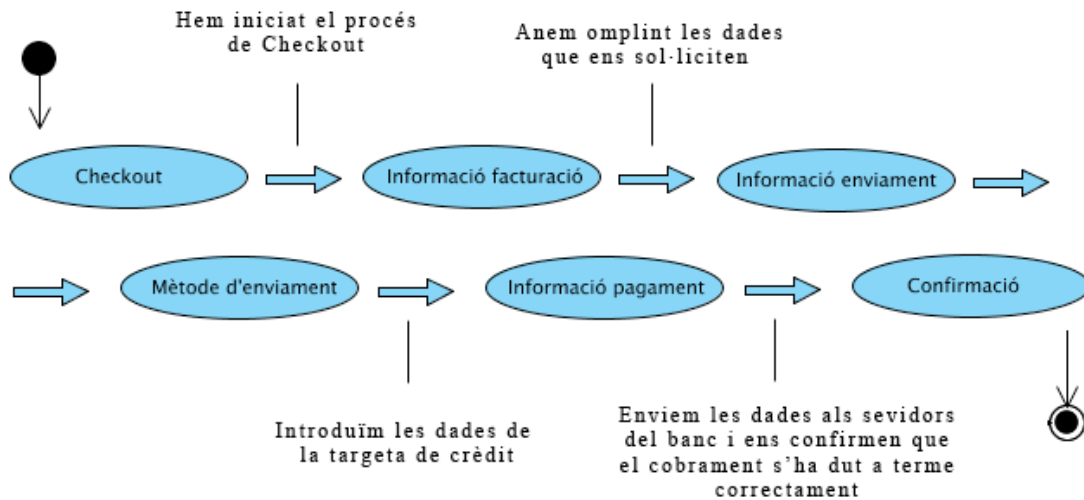 Hem iniciat el procés
de Checkout
Anem omplint les dades
que ens sol·liciten
Checkout
Informació facturació
Informació enviament
Mètode d'enviament
Informació pagament
Confirmació
Introduïm les dades de
la targeta de crèdit
Enviem les dades als sevidors
del banc i ens confirmen que
el cobrament s’ha dut a terme
correctament